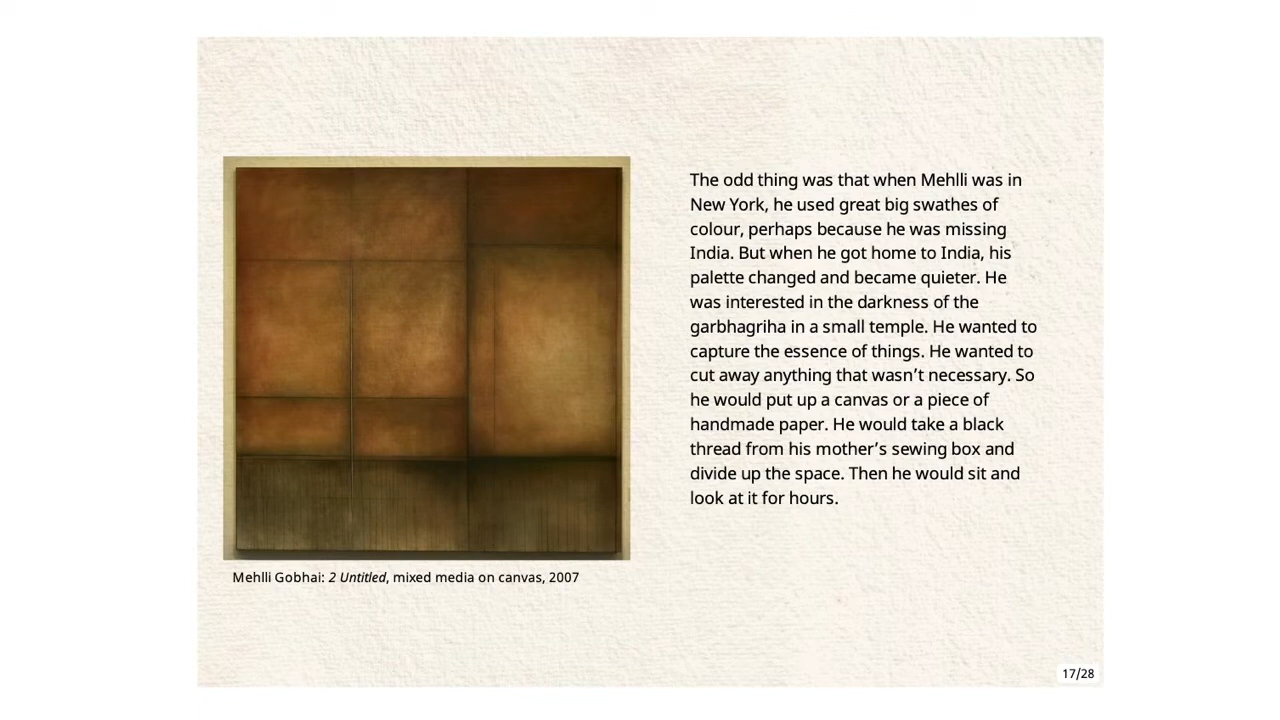 The odd thing was that when Mehlli was in
New York, he used great big swathes of
colour, perhaps because he was missing
India. But when he got home to India, his
palette changed and became quieter. He
was interested in the darkness of the
garbhagriha in a small temple. He wanted to
capture the essence of things. He wanted to
cut away anything that wasn’t necessary. So
he would put up a canvas or a piece of
handmade paper. He would take a black
thread from his mother’s sewing box and
divide up the space. Then he would sit and
look at it for hours.
Mehlli Gobhai: 2 Untitled, mixed media on canvas, 2007
17/28